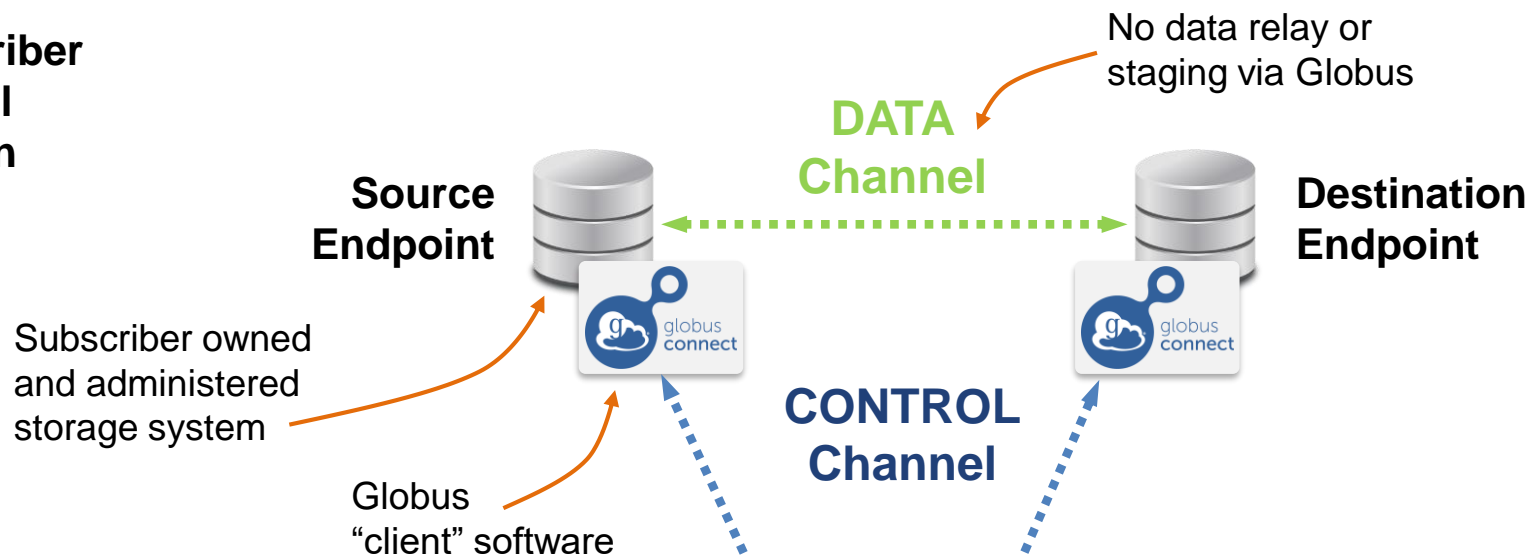 No data relay or
staging via Globus
DATA
Channel
Source
Endpoint
Destination
Endpoint
globus
connect
globus
connect
Subscriber owned
and administered
storage system
CONTROL
Channel
Globus
“client” software